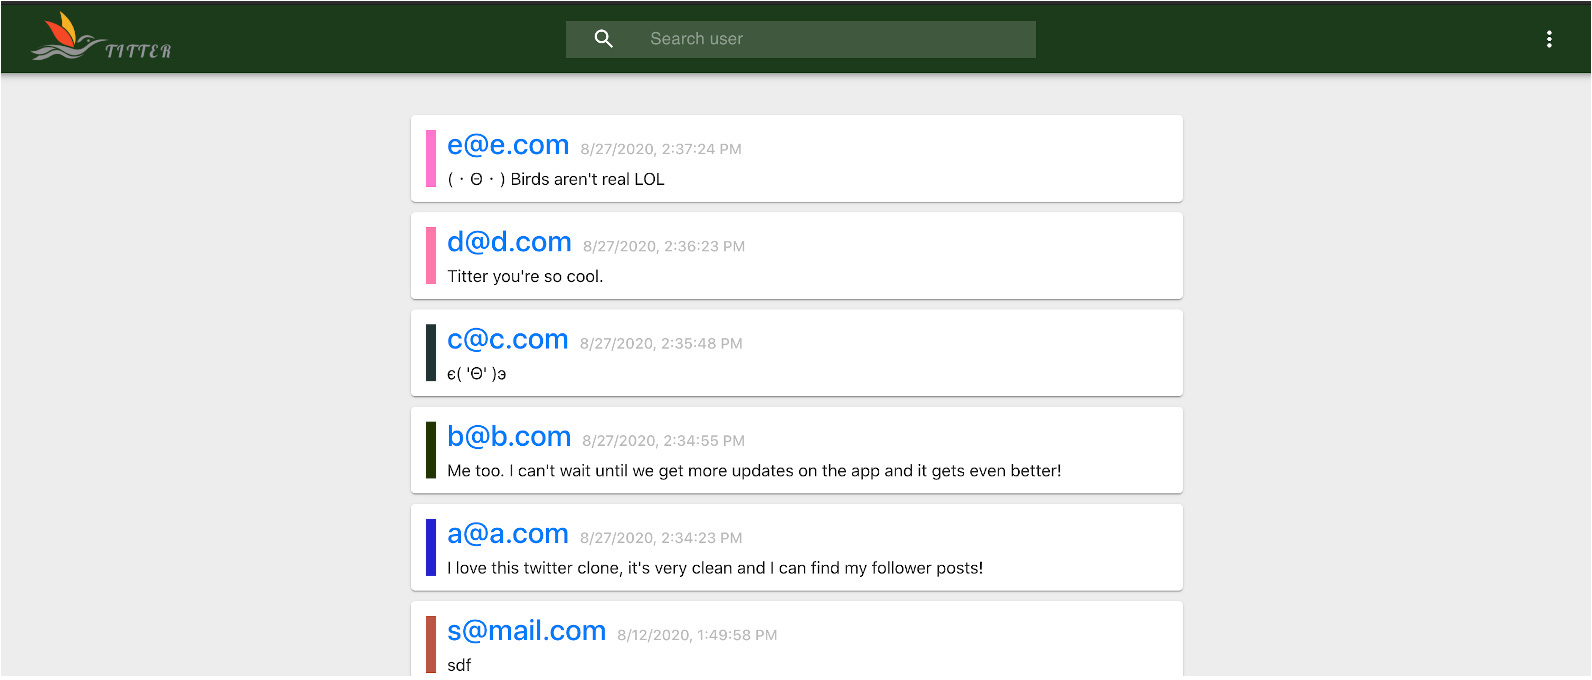 TITTER
Search user
e@e.com 8/27/2020, 2:37:24 PM
( · Θ · ) Birds aren't real LOL
d@d.com 8/27/2020, 2:36:23 PM
Titter you're so cool.
c@c.com 8/27/2020, 2:35:48 PM
є( 'Θ' )э
b@b.com 8/27/2020, 2:34:55 PM
Me too. I can't wait until we get more updates on the app and it gets even better!
a@a.com 8/27/2020, 2:34:23 PM
I love this twitter clone, it's very clean and I can find my follower posts!
s@mail.com 8/12/2020, 1:49:58 PM
sdf